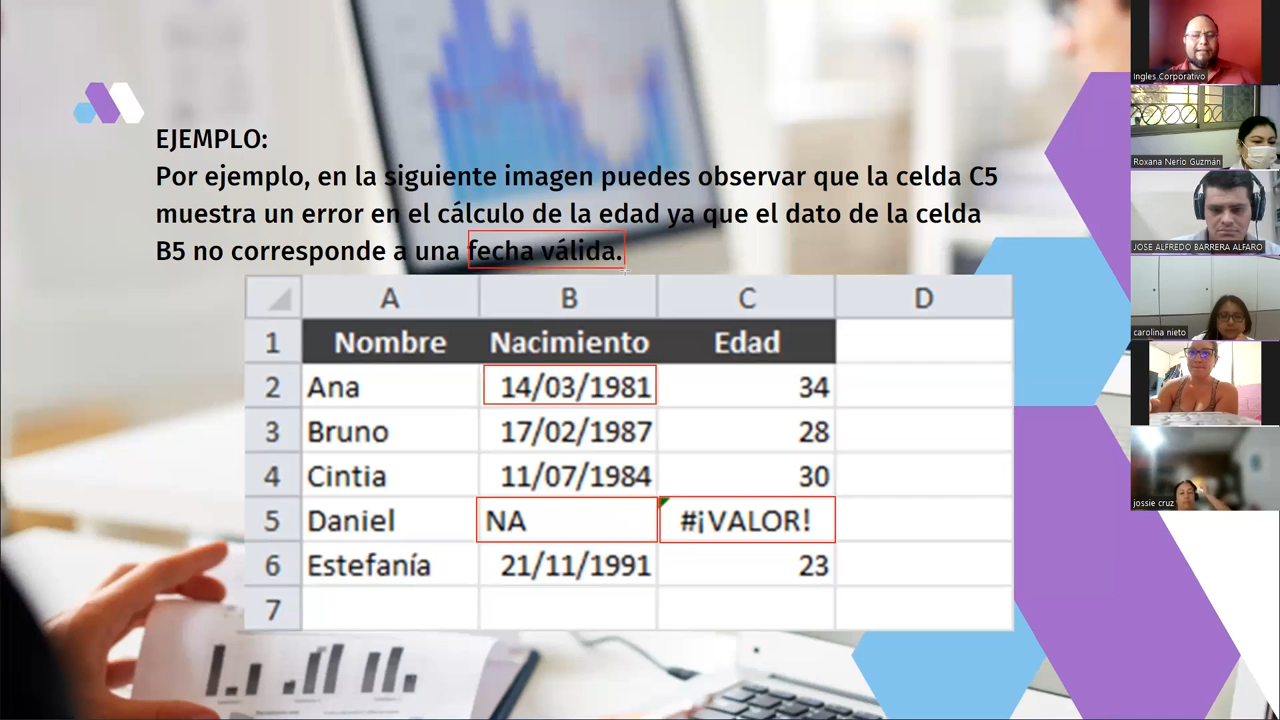 EJEMPLO:
Por ejemplo, en la siguiente imagen puedes observar que la celda C5
muestra un error en el cálculo de la edad ya que el dato de la celda
B5 no corresponde a una fecha válida.
A B C D
1 Nombre Nacimiento Edad
2 Ana 14/03/1981 34
3 Bruno 17/02/1987 28
4 Cintia 11/07/1984 30
5 Daniel NA #¡VALOR!
6 Estefanía 21/11/1991 23
7
Ingles Corporativo
Roxana Nerio Guzmán
JOSE ALFREDO BARRERA ALFARO
carolina nieto
jossie cruz